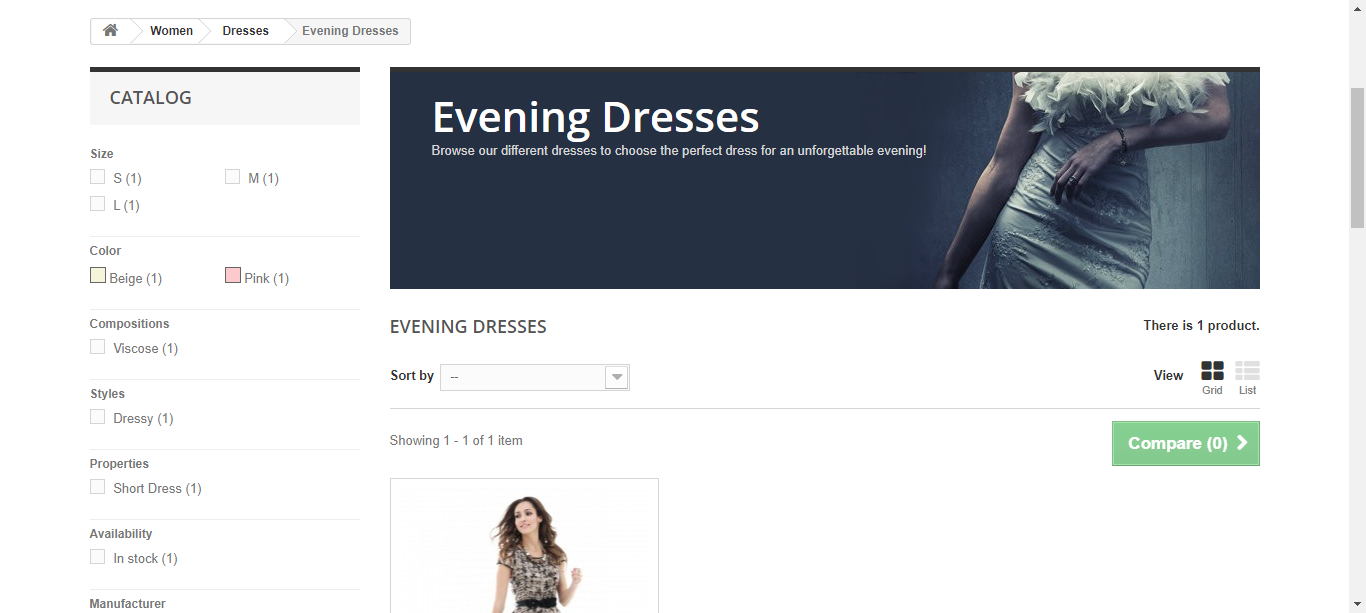 Women Dresses Evening Dresses
CATALOG
Size
S (1) M (1)
L (1)
Color
Beige (1) Pink (1)
Compositions
Viscose (1)
Styles
Dressy (1)
Properties
Short Dress (1)
Availability
In stock (1)
Manufacturer
Evening Dresses
Browse our different dresses to choose the perfect dress for an unforgettable evening!
EVENING DRESSES There is 1 product.
Sort by -- View Grid List
Showing 1 - 1 of 1 item Compare (0)